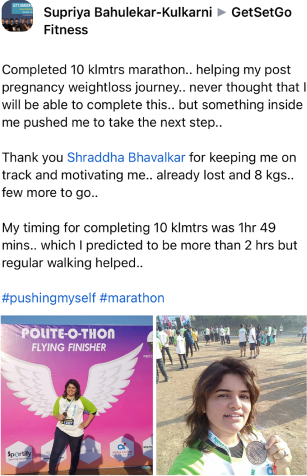 Supriya Bahulekar-Kulkarni ▸ GetSetGo
Fitness
Completed 10 klmtrs marathon.. helping my post
pregnancy weightloss journey.. never thought that I
will be able to complete this.. but something inside
me pushed me to take the next step..
Thank you Shraddha Bhavalkar for keeping me on
track and motivating me.. already lost and 8 kgs..
few more to go..
My timing for completing 10 klmtrs was 1hr 49
mins.. which I predicted to be more than 2 hrs but
regular walking helped..
#pushingmyself #marathon
POLITE-O-THON
FLYING FINISHER
Sportify